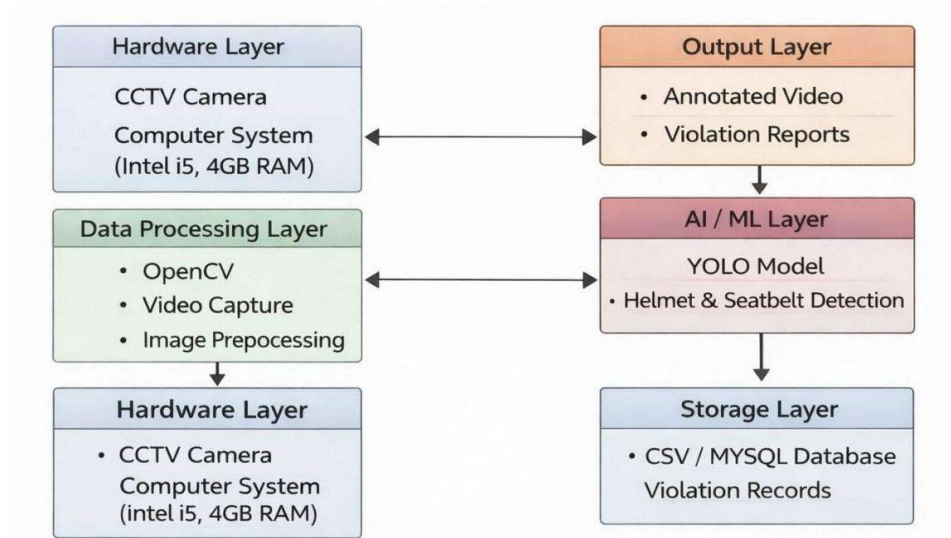 Hardware Layer
CCTV Camera
Computer System
(Intel i5, 4GB RAM)
Output Layer
• Annotated Video
• Violation Reports
Data Processing Layer
• OpenCV
• Video Capture
• Image Prepocessing
AI / ML Layer
YOLO Model
• Helmet & Seatbelt Detection
Hardware Layer
• CCTV Camera
Computer System
(intel i5, 4GB RAM)
Storage Layer
• CSV / MYSQL Database
Violation Records